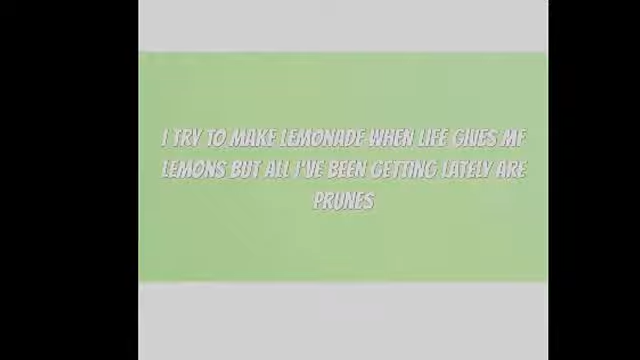 I TRY TO MAKE LEMONADE WHEN LIFE GIVES ME
LEMONS BUT ALL I'VE BEEN GETTING LATELY ARE
PRUNES